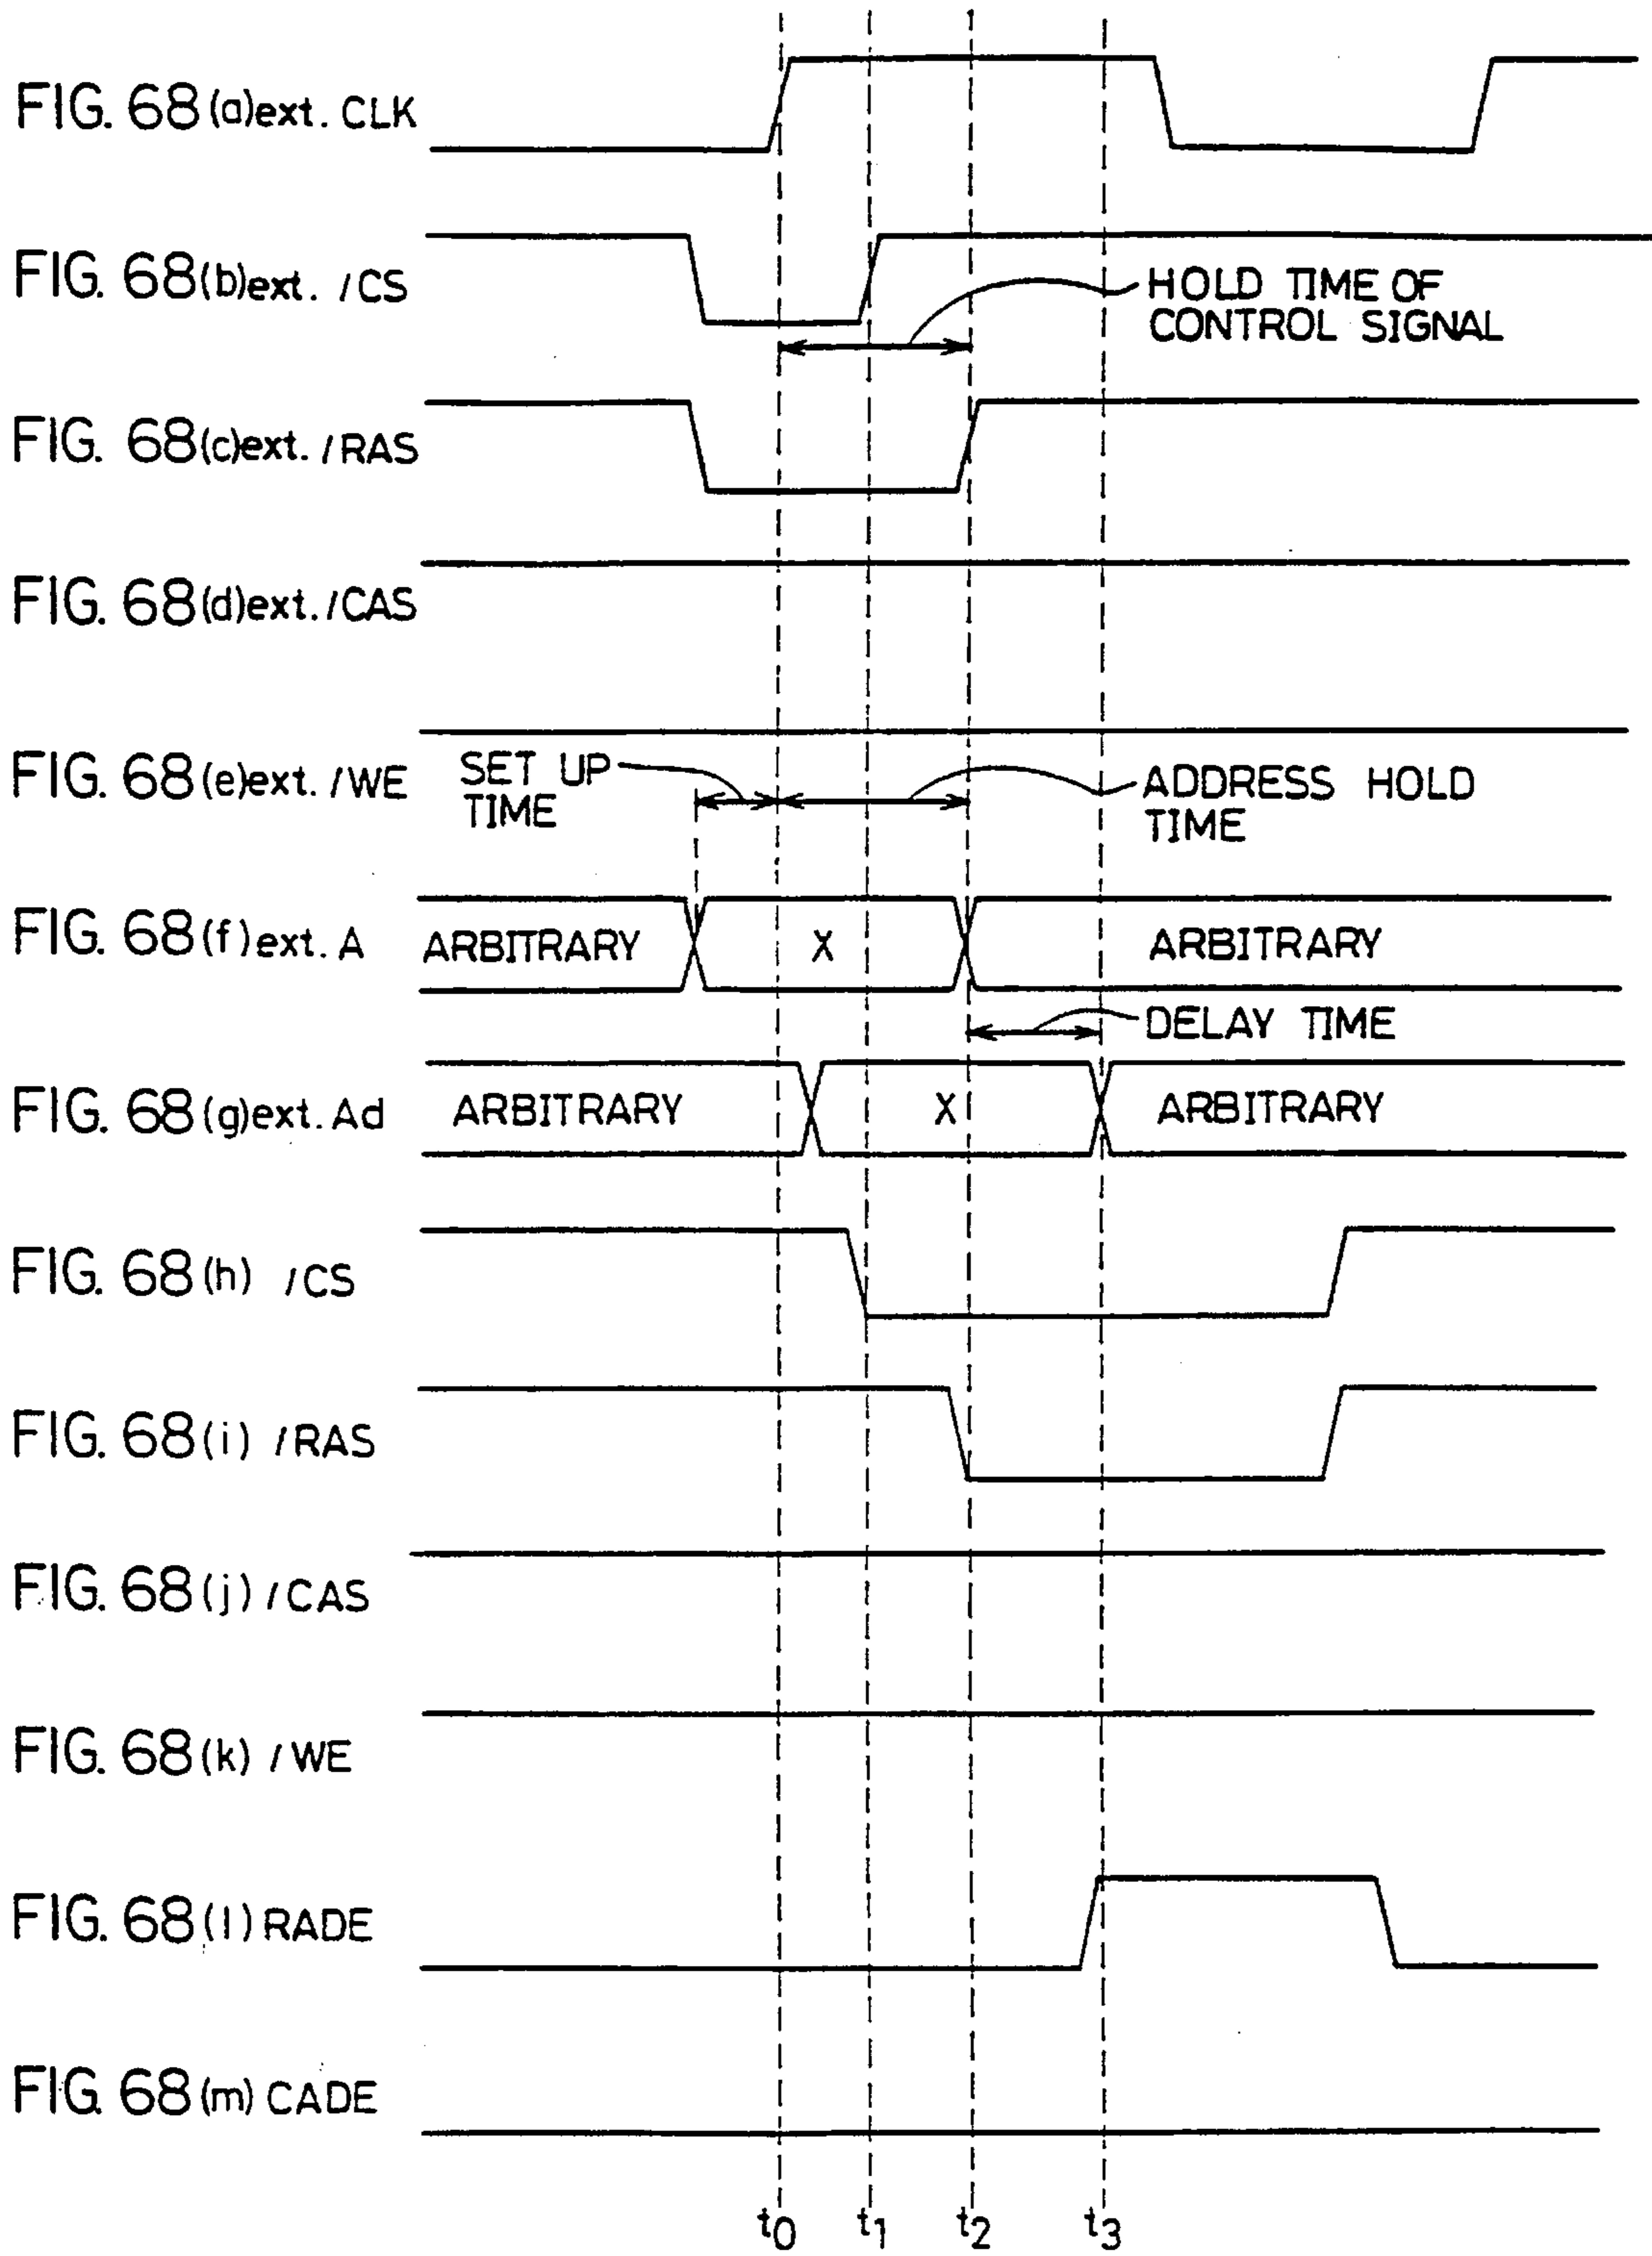 FIG. 68(a)ext. CLK
FIG. 68(b)ext. /CS
HOLD TIME OF
CONTROL SIGNAL
FIG. 68(c)ext. /RAS
FIG. 68(d)ext. /CAS
FIG. 68(e)ext. /WE
SET UP
TIME
ADDRESS HOLD
TIME
FIG. 68(f)ext. A
ARBITRARY X ARBITRARY
DELAY TIME
FIG. 68(g)ext. Ad
ARBITRARY X ARBITRARY
FIG. 68(h) /CS
FIG. 68(i) /RAS
FIG. 68(j) /CAS
FIG. 68(k) /WE
FIG. 68(l) RADE
FIG. 68(m) CADE
t0 t1 t2 t3